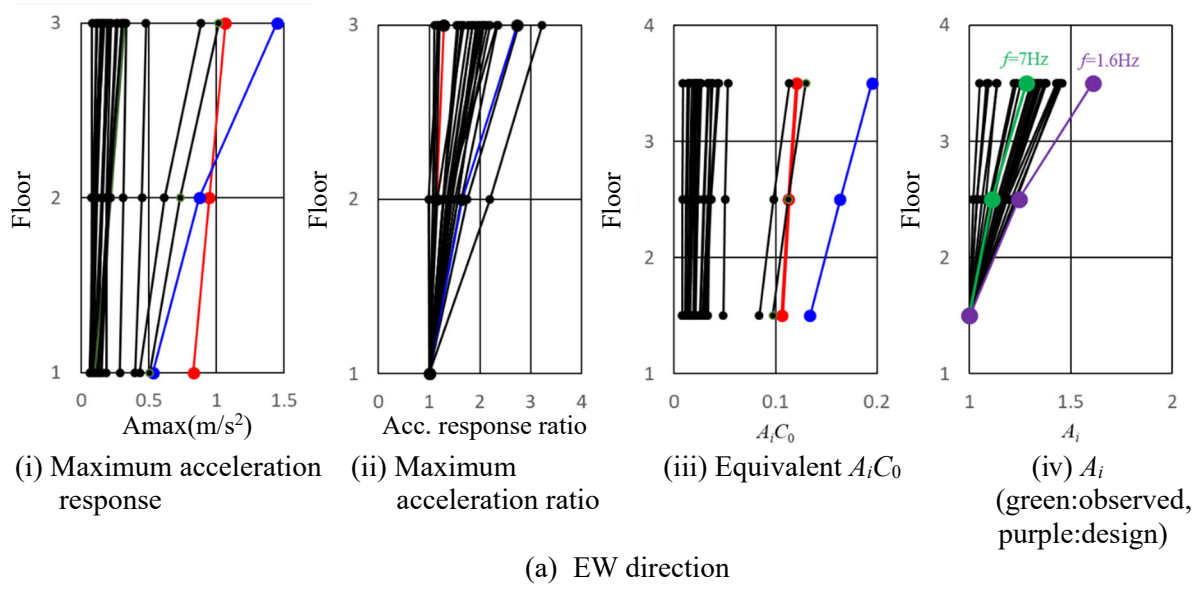 3
2
1
Floor
0 0.5 1 1.5
Amax(m/s²)
(i) Maximum acceleration
response
3
2
1
Floor
0 1 2 3 4
Acc. response ratio
(ii) Maximum
acceleration ratio
4
3
2
1
Floor
0 0.1 0.2
AᵢC₀
(iii) Equivalent AᵢC₀
4
3
2
1
Floor
f=7Hz f=1.6Hz
1 1.5 2
Aᵢ
(iv) Aᵢ
(green:observed,
purple:design)
(a) EW direction